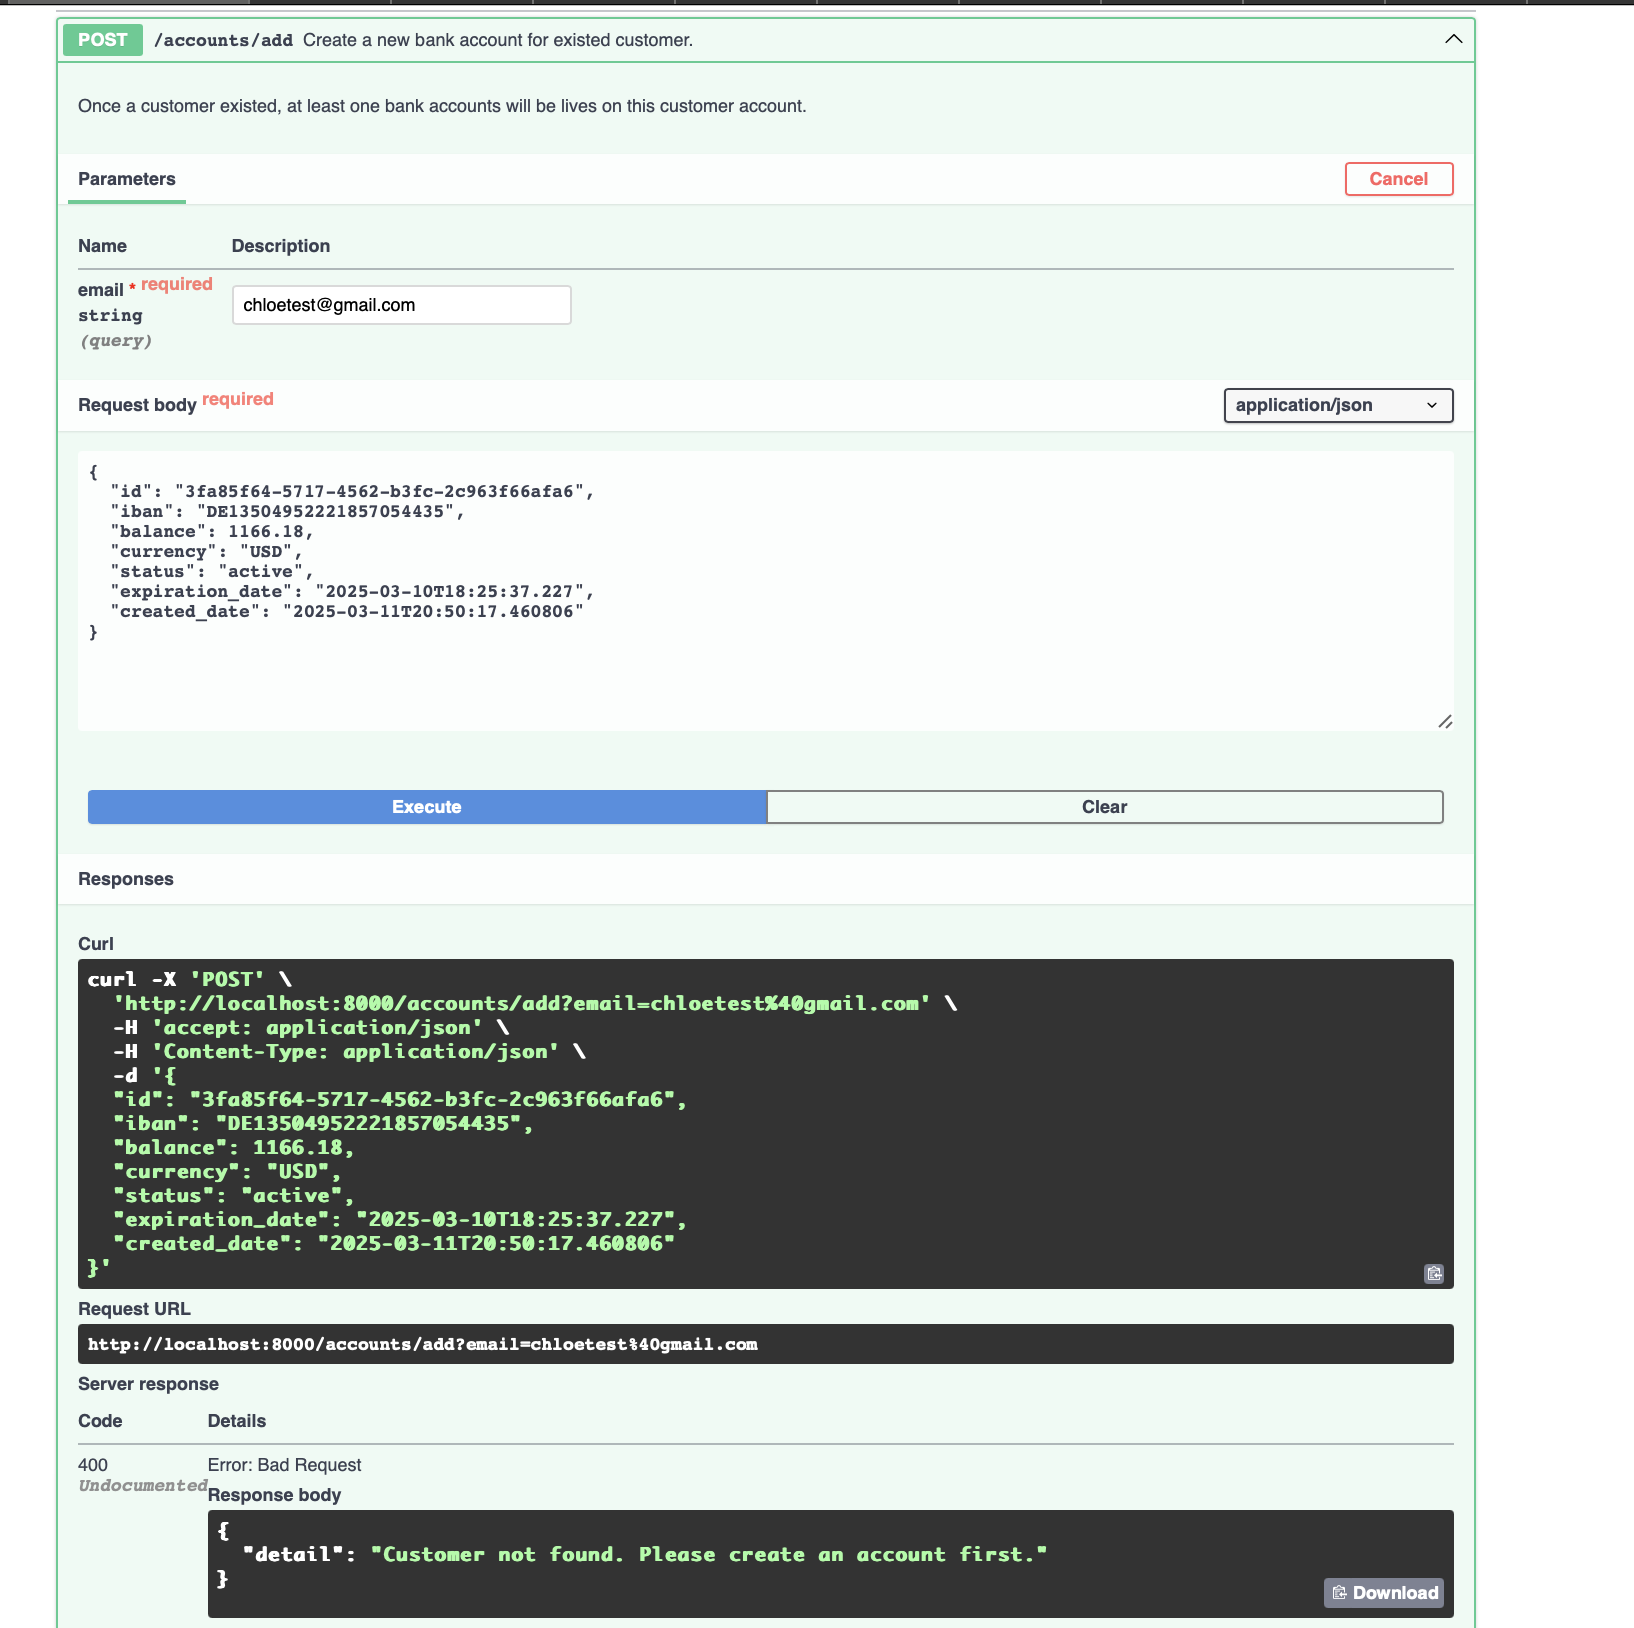 POST /accounts/add Create a new bank account for existed customer.
Once a customer existed, at least one bank accounts will be lives on this customer account.
Parameters
Cancel
Name Description
email * required
string
(query)
chloetest@gmail.com
Request body required
application/json
{
  "id": "3fa85f64-5717-4562-b3fc-2c963f66afa6",
  "iban": "DE13504952221857054435",
  "balance": 1166.18,
  "currency": "USD",
  "status": "active",
  "expiration_date": "2025-03-10T18:25:37.227",
  "created_date": "2025-03-11T20:50:17.460806"
}
Execute Clear
Responses
Curl
curl -X 'POST' \
  'http://localhost:8000/accounts/add?email=chloetest%40gmail.com' \
  -H 'accept: application/json' \
  -H 'Content-Type: application/json' \
  -d '{
  "id": "3fa85f64-5717-4562-b3fc-2c963f66afa6",
  "iban": "DE13504952221857054435",
  "balance": 1166.18,
  "currency": "USD",
  "status": "active",
  "expiration_date": "2025-03-10T18:25:37.227",
  "created_date": "2025-03-11T20:50:17.460806"
}'
Request URL
http://localhost:8000/accounts/add?email=chloetest%40gmail.com
Server response
Code Details
400
Undocumented
Error: Bad Request
Response body
{
  "detail": "Customer not found. Please create an account first."
}
Download